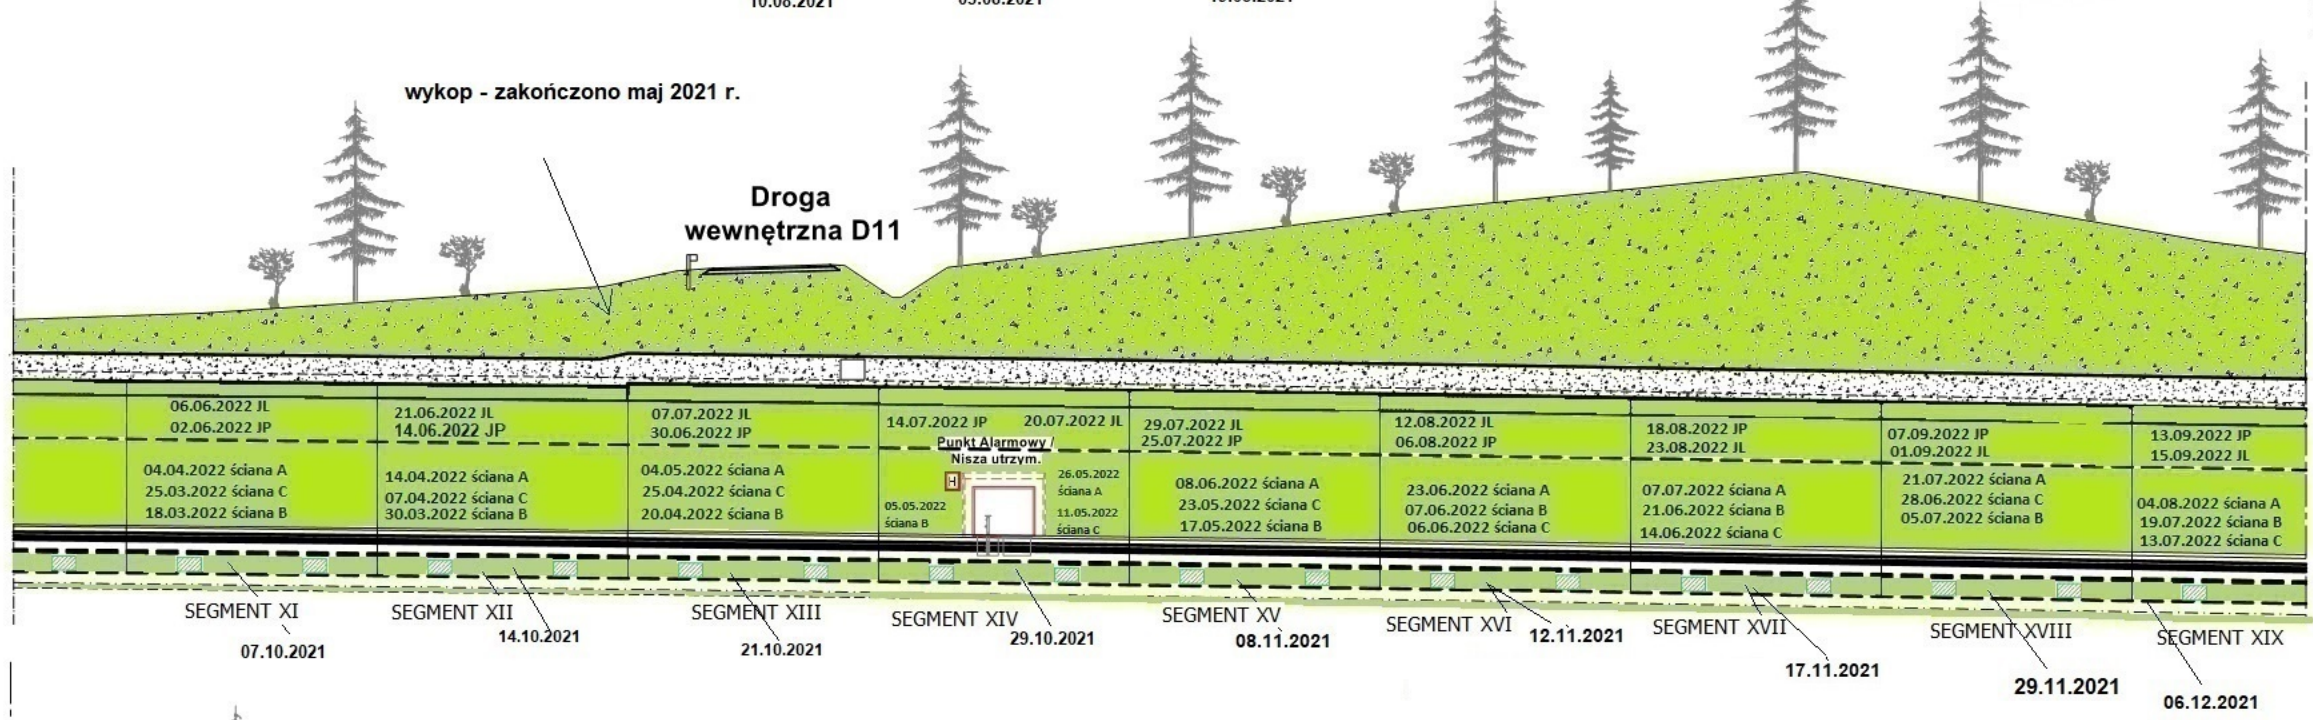 10.08.2021
wykop - zakończono maj 2021 r.
Droga
wewnętrzna D11
06.06.2022 JL
02.06.2022 JP
04.04.2022 ściana A
25.03.2022 ściana C
18.03.2022 ściana B
21.06.2022 JL
14.06.2022 JP
14.04.2022 ściana A
07.04.2022 ściana C
30.03.2022 ściana B
07.07.2022 JL
30.06.2022 JP
04.05.2022 ściana A
25.04.2022 ściana C
20.04.2022 ściana B
14.07.2022 JP
20.07.2022 JL
Punkt Alarmowy /
Nisza utrzym.
H
05.05.2022
ściana B
26.05.2022
ściana A
11.05.2022
ściana C
29.07.2022 JL
25.07.2022 JP
08.06.2022 ściana A
23.05.2022 ściana C
17.05.2022 ściana B
12.08.2022 JL
06.08.2022 JP
23.06.2022 ściana A
07.06.2022 ściana B
06.06.2022 ściana C
18.08.2022 JP
23.08.2022 JL
07.07.2022 ściana A
21.06.2022 ściana B
14.06.2022 ściana C
07.09.2022 JP
01.09.2022 JL
21.07.2022 ściana A
28.06.2022 ściana C
05.07.2022 ściana B
13.09.2022 JP
15.09.2022 JL
04.08.2022 ściana A
19.07.2022 ściana B
13.07.2022 ściana C
SEGMENT XI
SEGMENT XII
SEGMENT XIII
SEGMENT XIV
SEGMENT XV
SEGMENT XVI
SEGMENT XVII
SEGMENT XVIII
SEGMENT XIX
07.10.2021
14.10.2021
21.10.2021
29.10.2021
08.11.2021
12.11.2021
17.11.2021
29.11.2021
06.12.2021